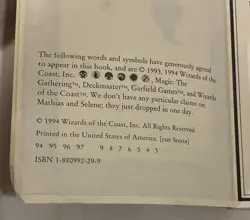 The following words and symbols have generously agreed
to appear in this book, and are © 1993, 1994 Wizards of the
Coast, Inc. , Magic: The
Gathering™, Deckmaster™, Garfield Games™, and Wizards
of the Coast™. We don't have any particular claims on
Mathias and Selene; they just dropped in one day.
© 1994 Wizards of the Coast, Inc. All Rights Reserved.
Printed in the United States of America. [cue Sousa]
94 95 96 97 9 8 7 6 5 4 3
ISBN 1-880992-29-9